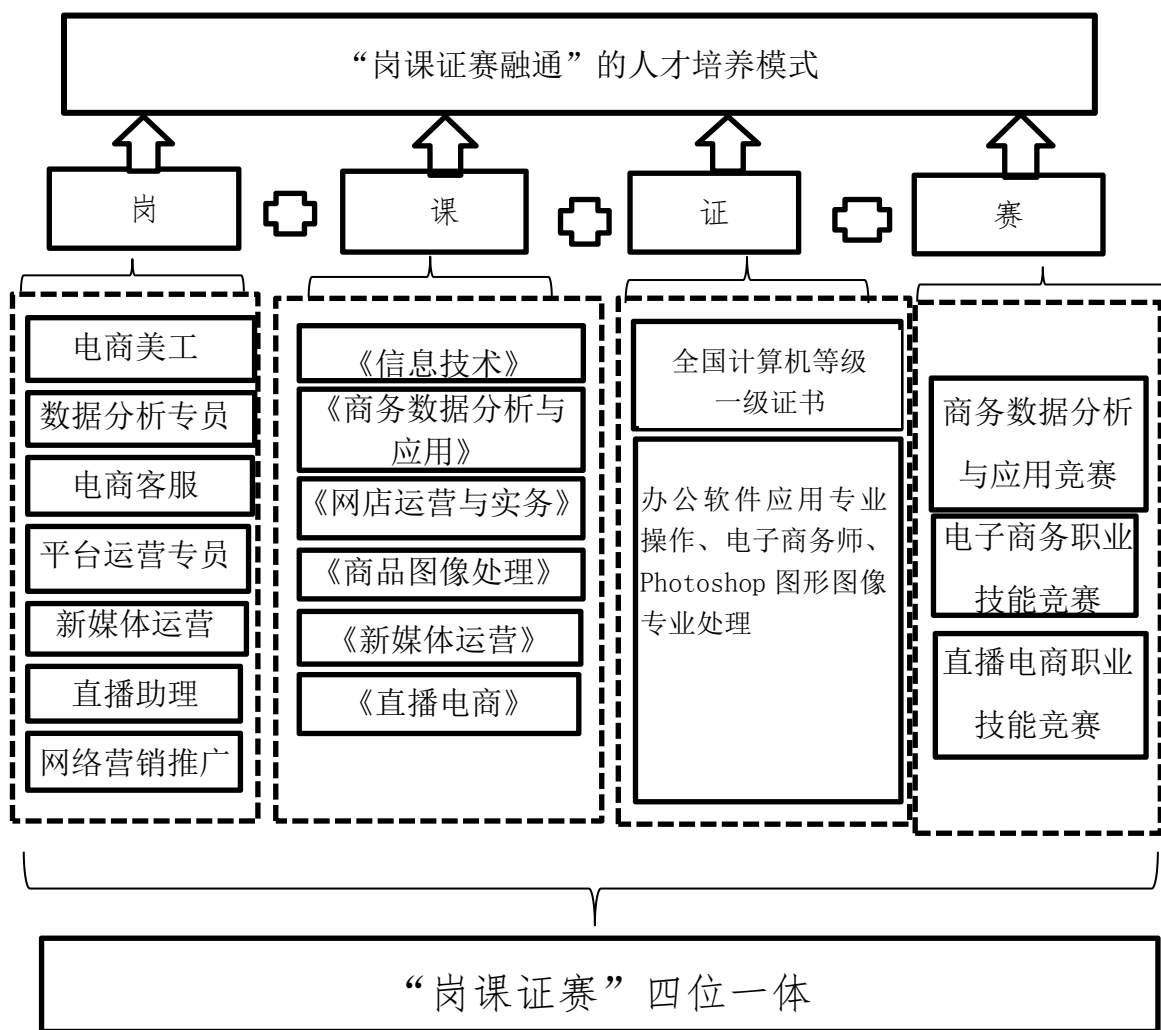 “岗课证赛融通”的人才培养模式
岗
课
证
赛
电商美工
数据分析专员
电商客服
平台运营专员
新媒体运营
直播助理
网络营销推广
《信息技术》
《商务数据分析与
应用》
《网店运营与实务》
《商品图像处理》
《新媒体运营》
《直播电商》
全国计算机等级
一级证书
办公软件应用专业
操作、电子商务师、
Photoshop 图形图像
专业处理
商务数据分析
与应用竞赛
电子商务职业
技能竞赛
直播电商职业
技能竞赛
“岗课证赛”四位一体